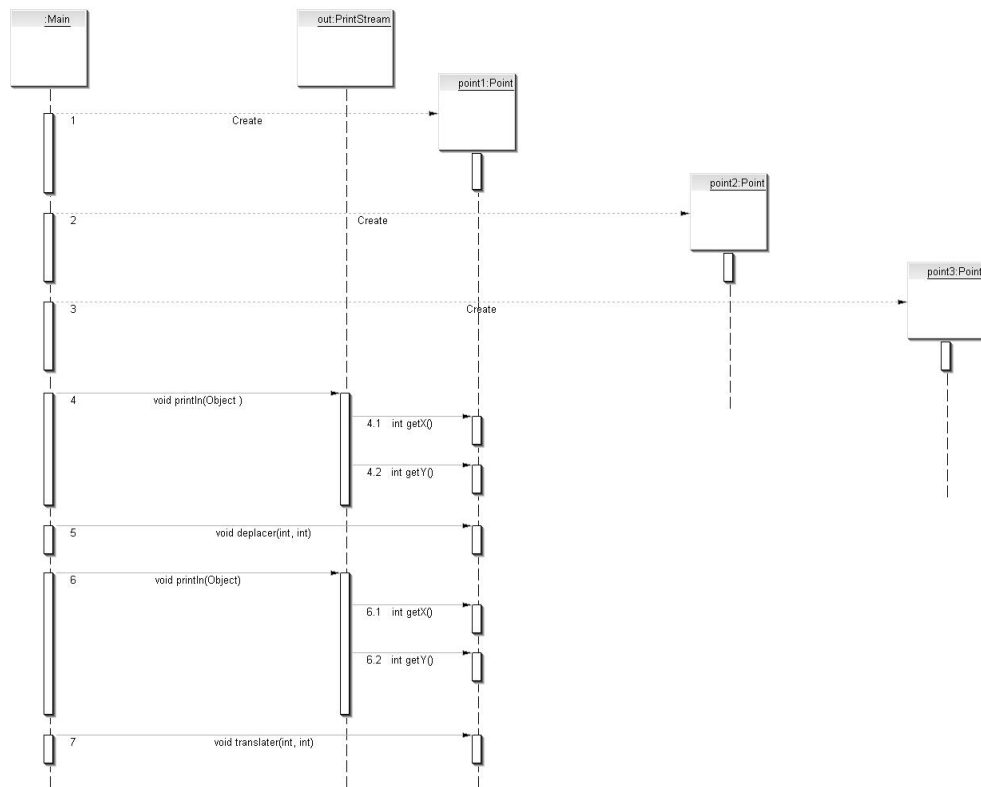 :Main
out:PrintStream
point1:Point
1
Create
point2:Point
2
Create
point3:Point
3
Create
4
void println(Object )
4.1 int getX()
4.2 int getY()
5
void deplacer(int, int)
6
void println(Object)
6.1 int getX()
6.2 int getY()
7
void translater(int, int)